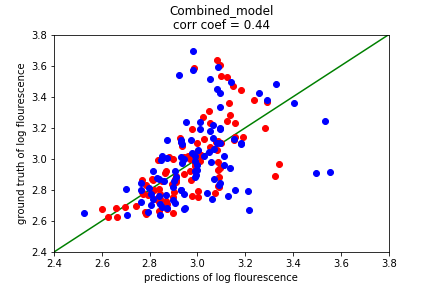 Combined_model
corr coef = 0.44
ground truth of log flourescence
3.8
3.6
3.4
3.2
3.0
2.8
2.6
2.4
2.4 2.6 2.8 3.0 3.2 3.4 3.6 3.8
predictions of log flourescence